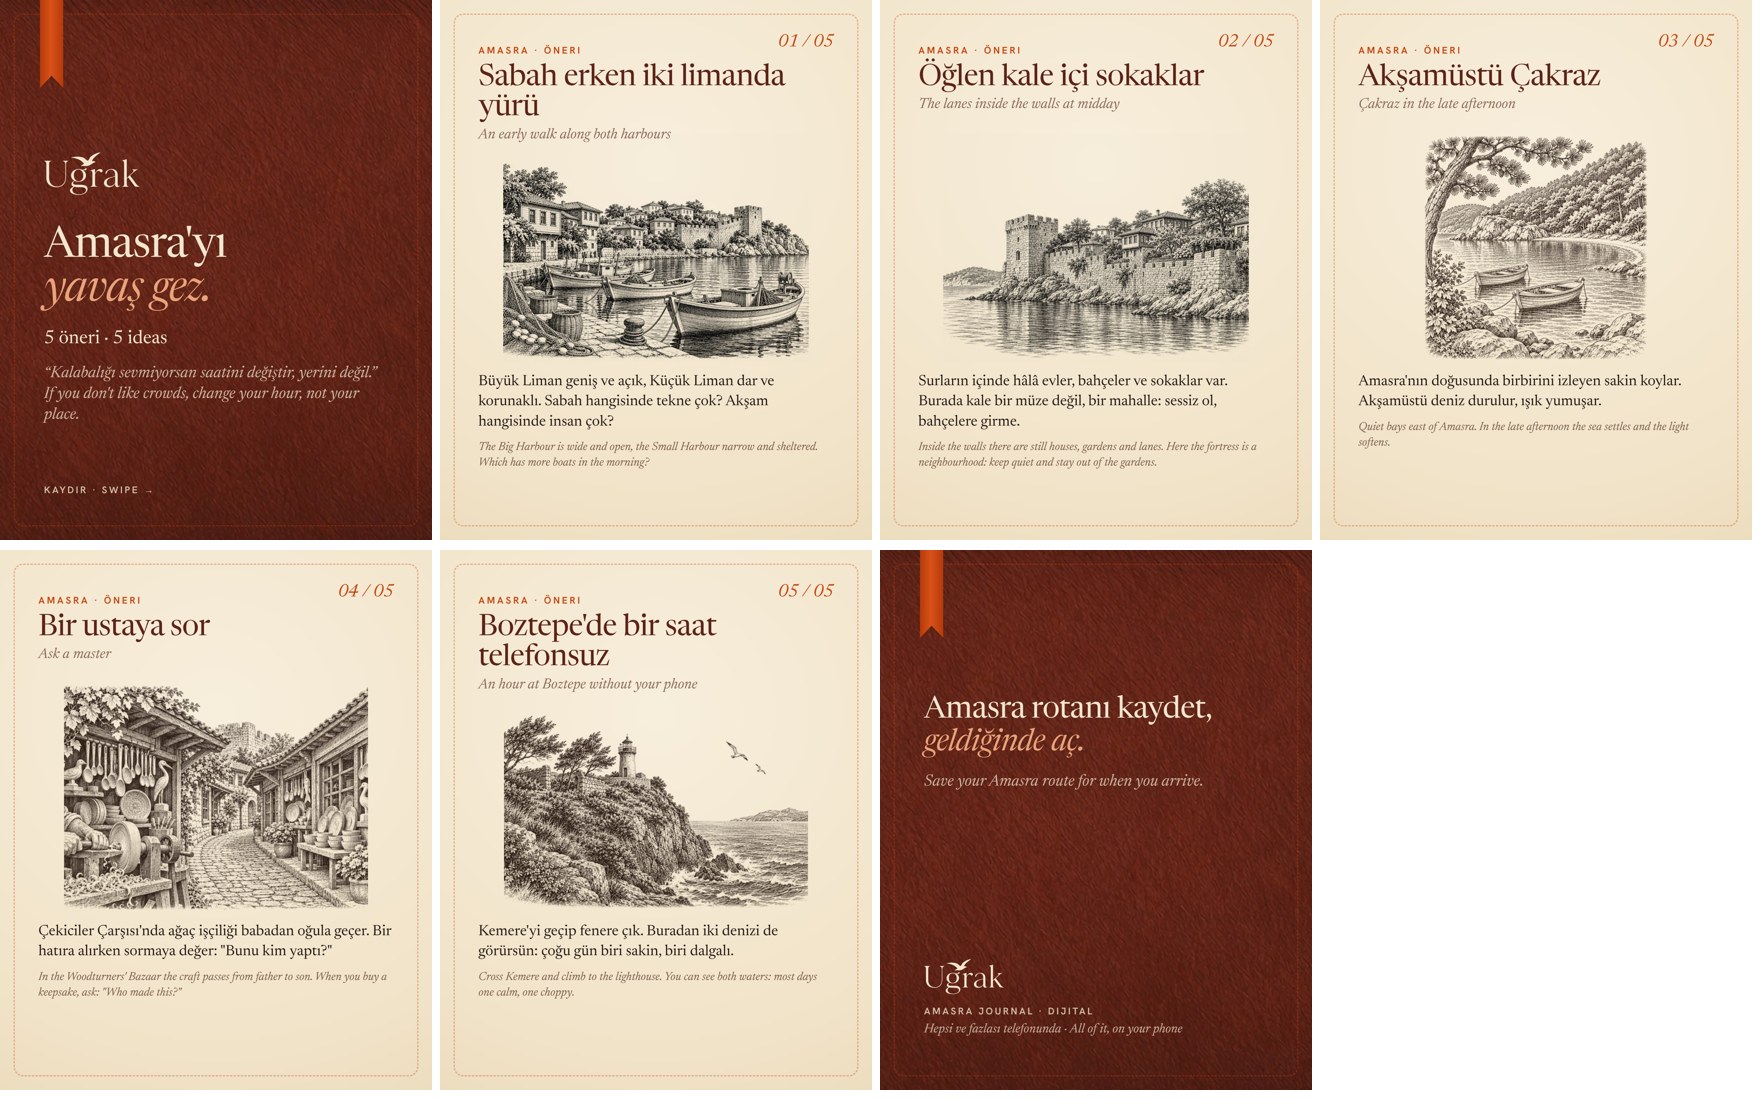 Uğrak
Amasra'yı
yavaş gez.
5 öneri · 5 ideas
“Kalabalığı sevmiyorsan saatini değiştir, yerini değil.”
If you don't like crowds, change your hour, not your
place.
KAYDIR · SWIPE →
01 / 05
AMASRA · ÖNERI
Sabah erken iki limanda
yürü
An early walk along both harbours
Büyük Liman geniş ve açık, Küçük Liman dar ve
korunaklı. Sabah hangisinde tekne çok? Akşam
hangisinde insan çok?
The Big Harbour is wide and open, the Small Harbour narrow and sheltered.
Which has more boats in the morning?
02 / 05
AMASRA · ÖNERI
Öğlen kale içi sokaklar
The lanes inside the walls at midday
Surların içinde hâlâ evler, bahçeler ve sokaklar var.
Burada kale bir müze değil, bir mahalle: sessiz ol,
bahçelere girme.
Inside the walls there are still houses, gardens and lanes. Here the fortress is a
neighbourhood: keep quiet and stay out of the gardens.
03 / 05
AMASRA · ÖNERI
Akşamüstü Çakraz
Çakraz in the late afternoon
Amasra'nın doğusunda birbirini izleyen sakin koylar.
Akşamüstü deniz durulur, ışık yumuşar.
Quiet bays east of Amasra. In the late afternoon the sea settles and the light
softens.
04 / 05
AMASRA · ÖNERI
Bir ustaya sor
Ask a master
Çekiciler Çarşısı'nda ağaç işçiliği babadan oğula geçer. Bir
hatıra alırken sormaya değer: "Bunu kim yaptı?"
In the Woodturners' Bazaar the craft passes from father to son. When you buy a
keepsake, ask: "Who made this?"
05 / 05
AMASRA · ÖNERI
Boztepe'de bir saat
telefonsuz
An hour at Boztepe without your phone
Kemere'yi geçip fenere çık. Buradan iki denizi de
görürsün: çoğu gün biri sakin, biri dalgalı.
Cross Kemere and climb to the lighthouse. You can see both waters: most days
one calm, one choppy.
Amasra rotanı kaydet,
geldiğinde aç.
Save your Amasra route for when you arrive.
Uğrak
AMASRA JOURNAL · DIJITAL
Hepsi ve fazlası telefonunda · All of it, on your phone